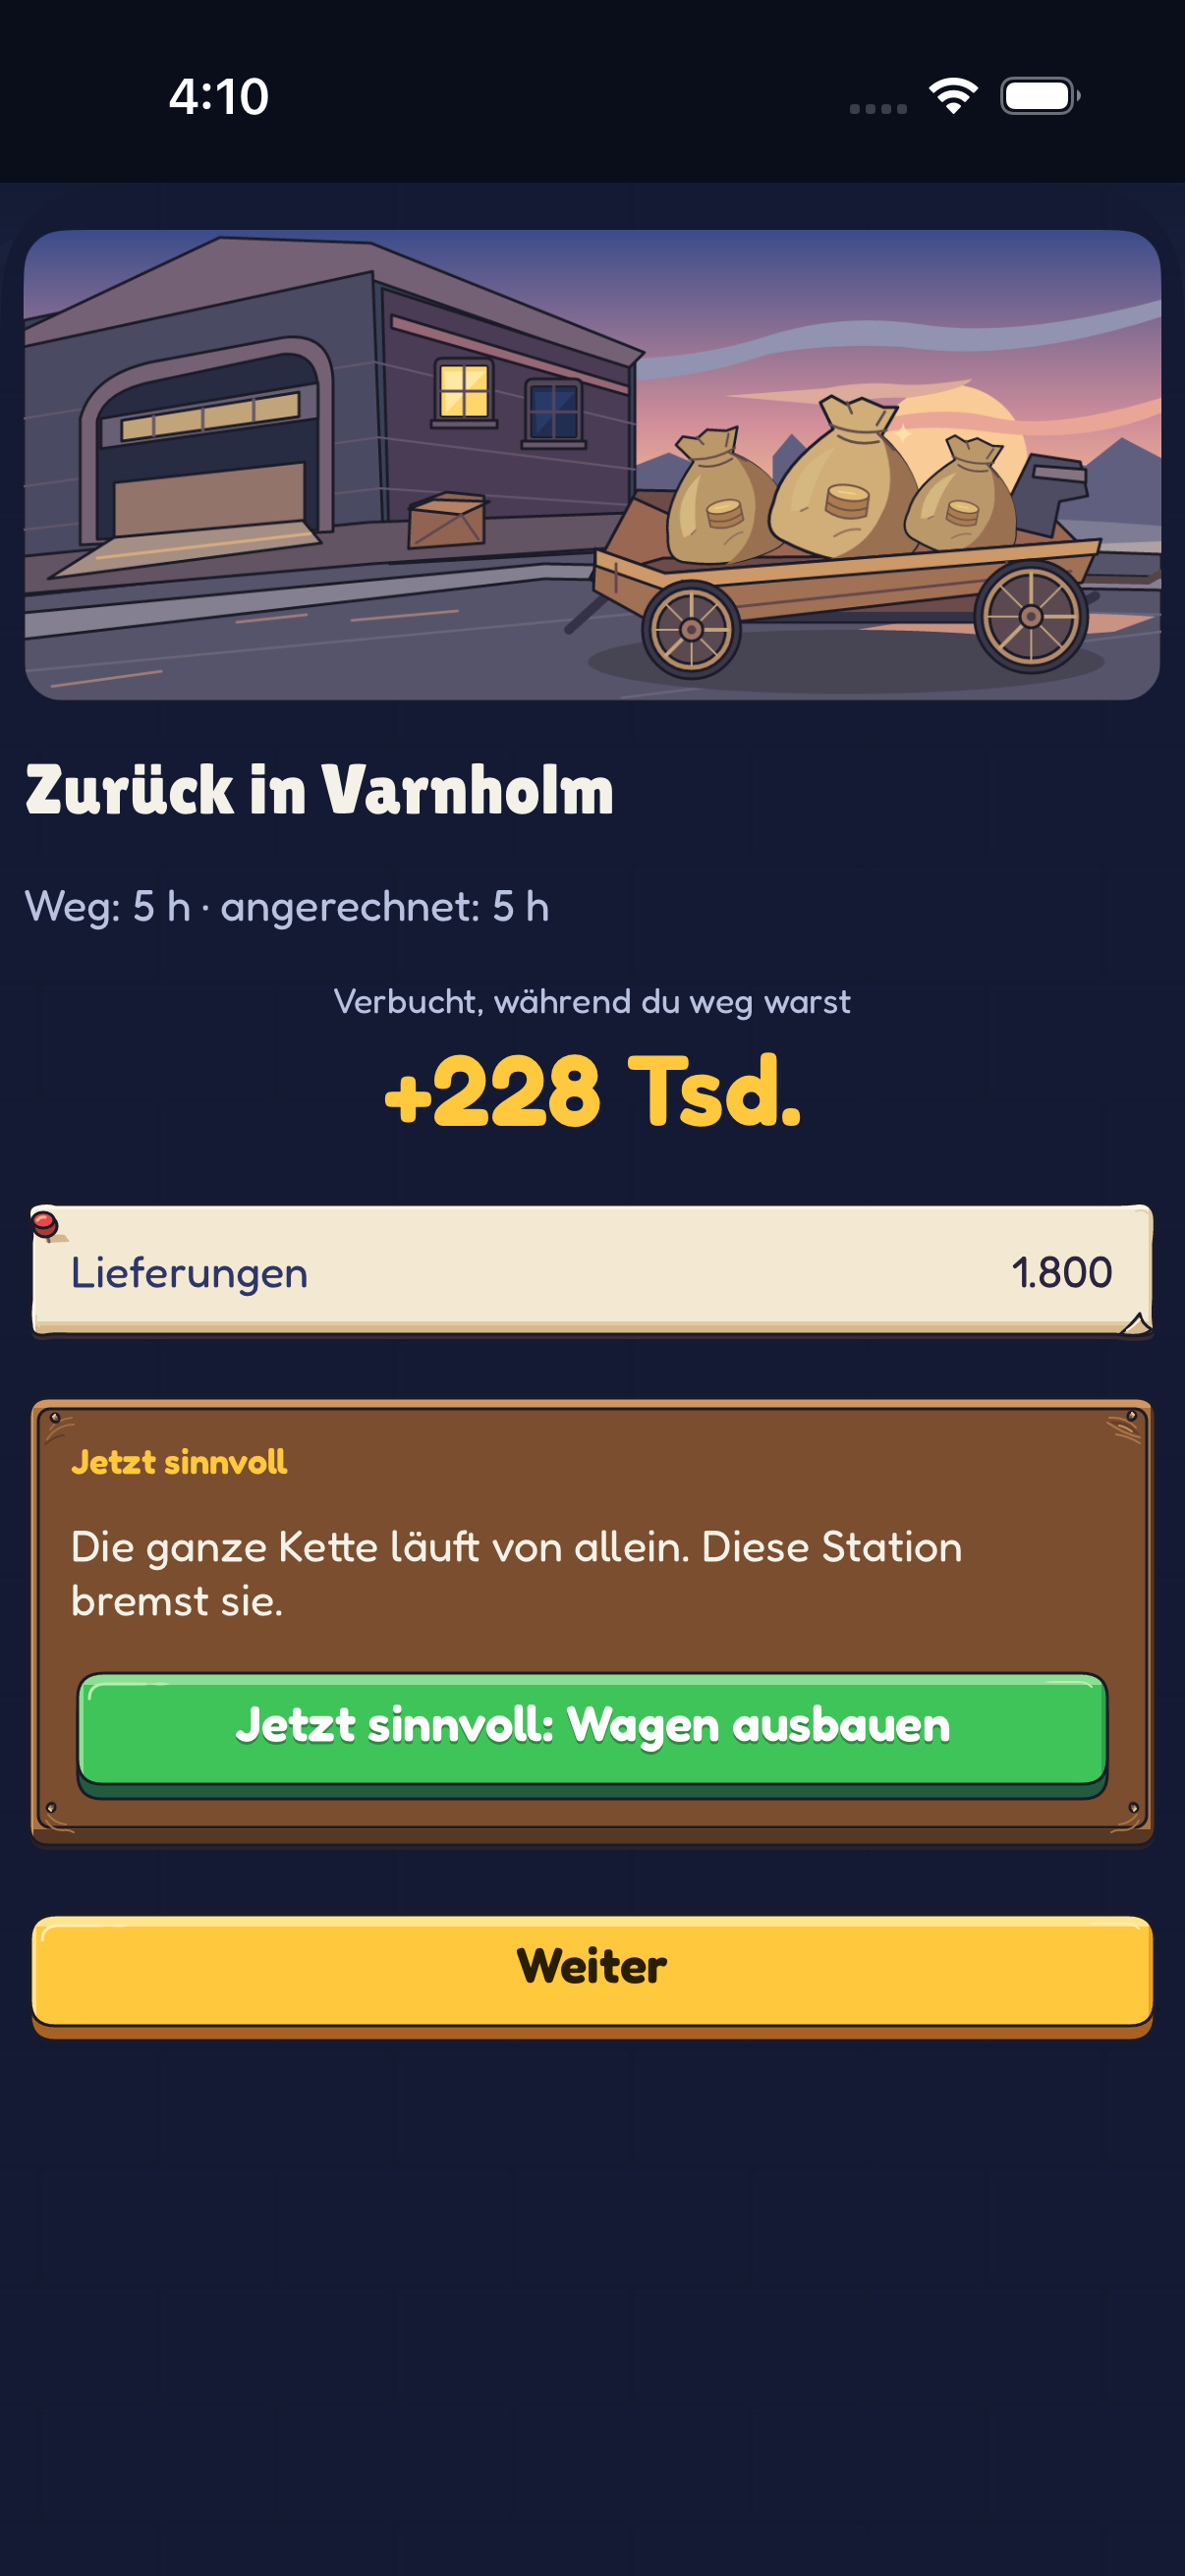 4:10
Zurück in Varnholm
Weg: 5 h · angerechnet: 5 h
Verbucht, während du weg warst
+228 Tsd.
Lieferungen 1.800
Jetzt sinnvoll
Die ganze Kette läuft von allein. Diese Station
bremst sie.
Jetzt sinnvoll: Wagen ausbauen
Weiter